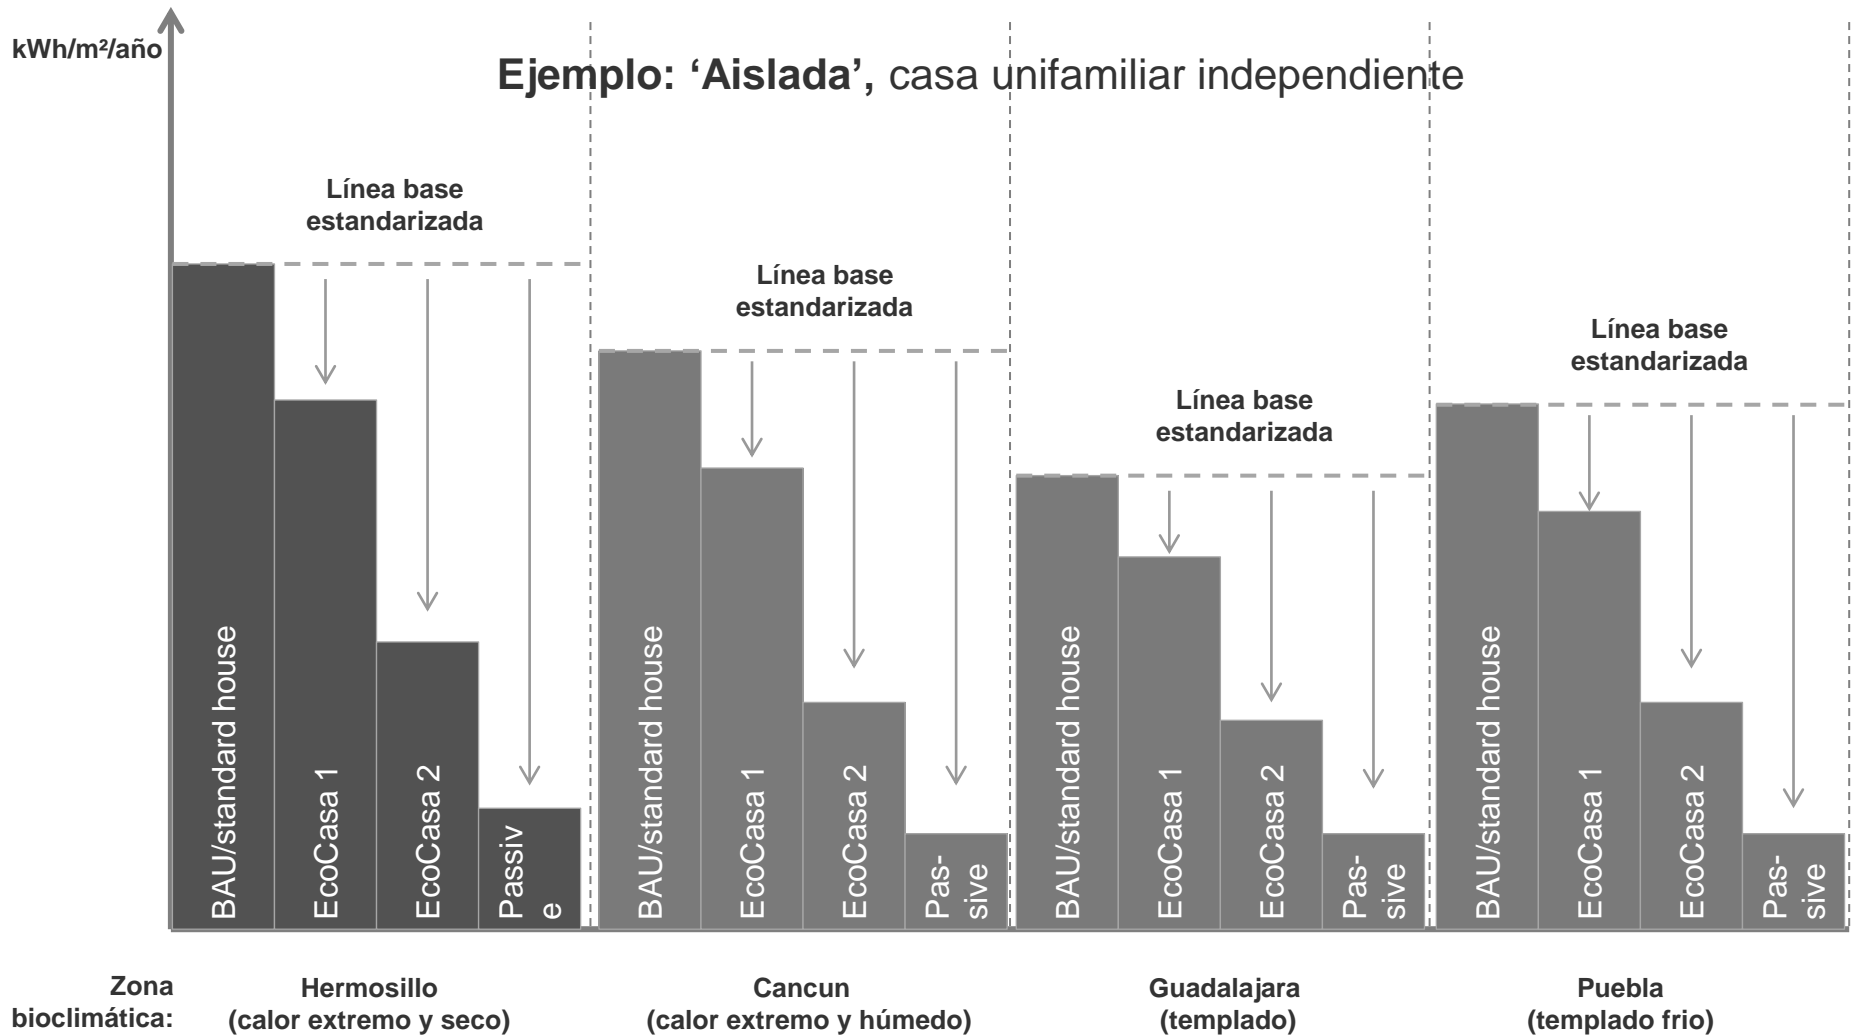 kWh/m²/año
Ejemplo: ‘Aislada’, casa unifamiliar independiente
Línea base
estandarizada
Línea base
estandarizada
Línea base
estandarizada
Línea base
estandarizada
BAU/standard house
EcoCasa 1
EcoCasa 2
Passiv
e
BAU/standard house
EcoCasa 1
EcoCasa 2
Pas-
sive
BAU/standard house
EcoCasa 1
EcoCasa 2
Pas-
sive
BAU/standard house
EcoCasa 1
EcoCasa 2
Pas-
sive
Zona
bioclimática:
Hermosillo
(calor extremo y seco)
Cancun
(calor extremo y húmedo)
Guadalajara
(templado)
Puebla
(templado frio)